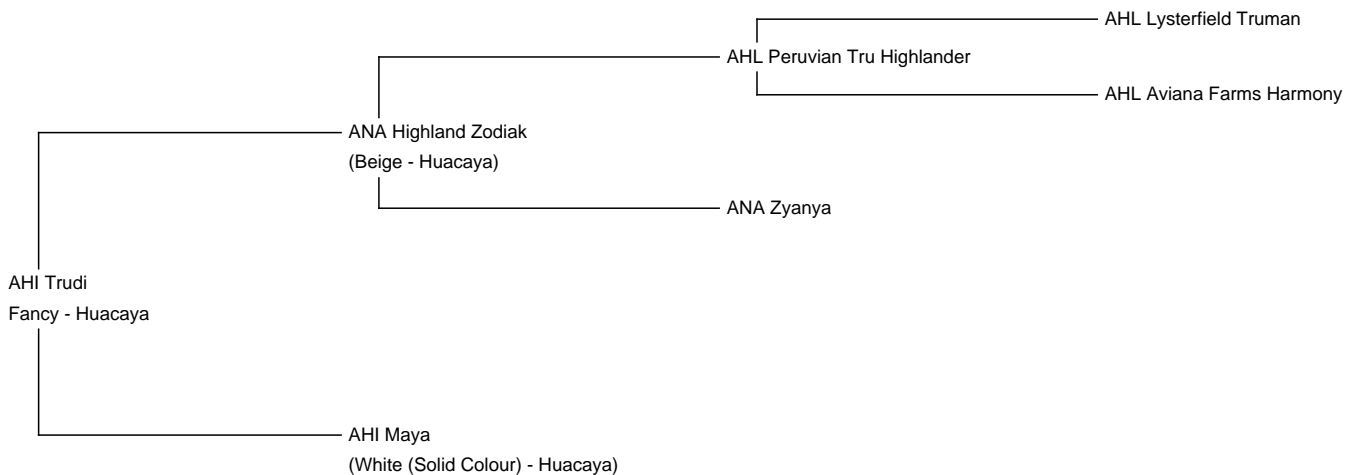 AHL Lysterfield Truman
AHL Peruvian Tru Highlander
AHL Aviana Farms Harmony
ANA Highland Zodiak
(Beige - Huacaya)
ANA Zyanya
AHI Trudi
Fancy - Huacaya
AHI Maya
(White (Solid Colour) - Huacaya)